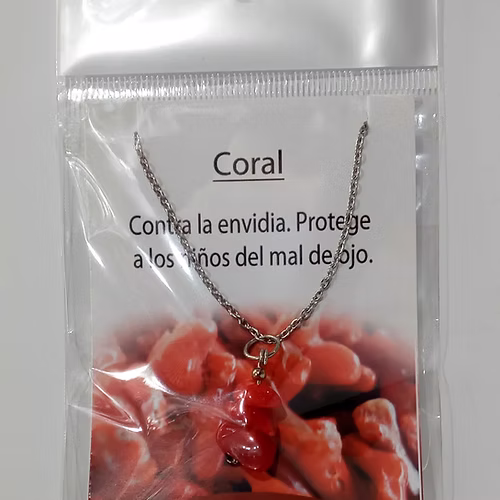 Coral
Contra la envidia. Protege
a los niños del mal de ojo.